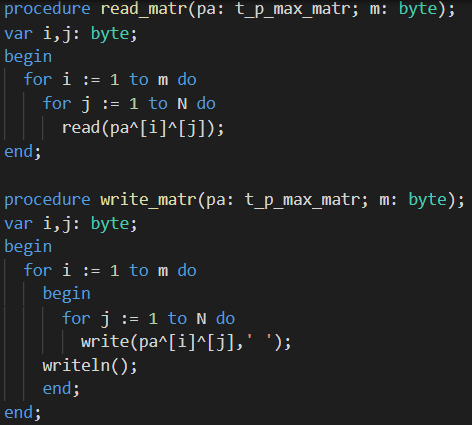 procedure read_matr(pa: t_p_max_matr; m: byte);
var i,j: byte;
begin
  for i := 1 to m do
    for j := 1 to N do
      read(pa^[i]^[j]);
end;

procedure write_matr(pa: t_p_max_matr; m: byte);
var i,j: byte;
begin
  for i := 1 to m do
    begin
      for j := 1 to N do
        write(pa^[i]^[j],' ');
    writeln();
    end;
end;